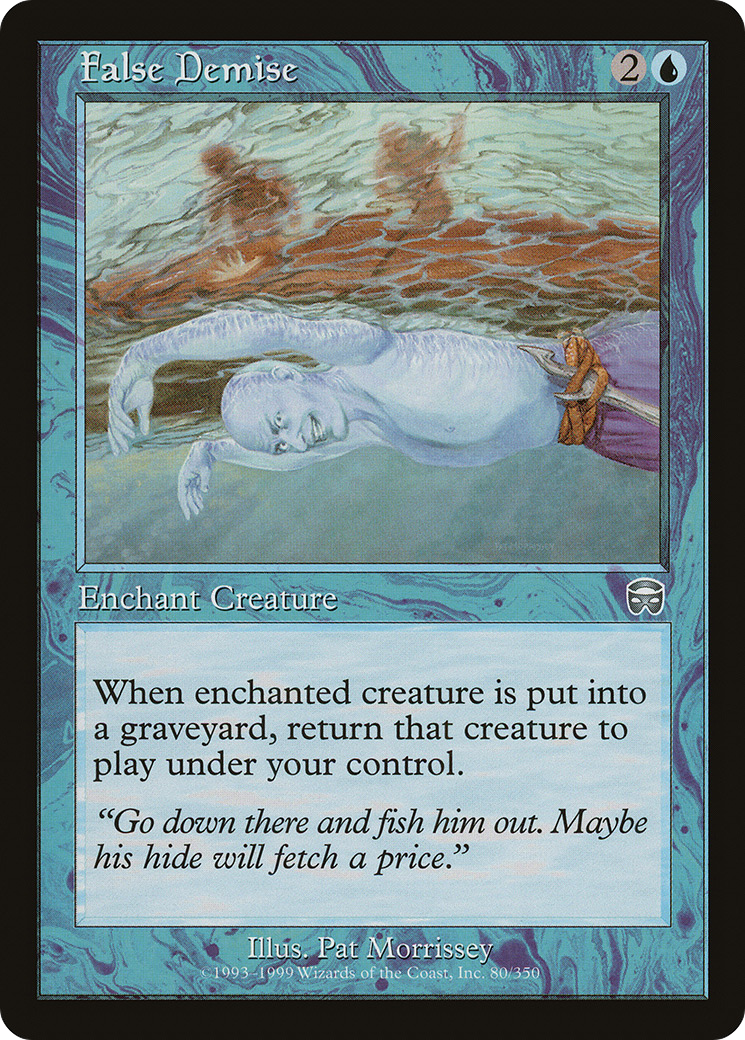 False Demise 2
Enchant Creature
When enchanted creature is put into
a graveyard, return that creature to
play under your control.
“Go down there and fish him out. Maybe
his hide will fetch a price.”
Illus. Pat Morrissey
©1993–1999 Wizards of the Coast, Inc. 80/350